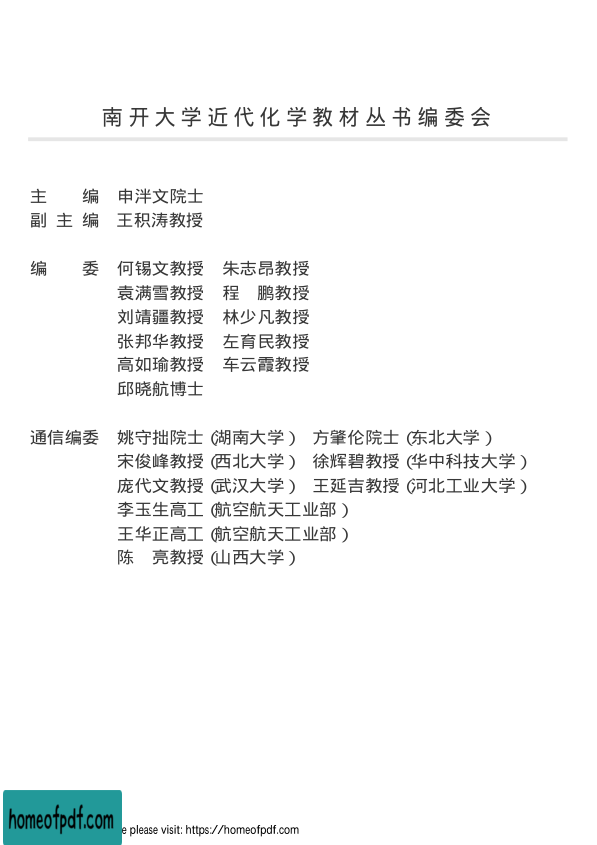 南开大学近代化学教材丛书编委会
主　　编　申泮文院士
副 主 编　王积涛教授
编　　委　何锡文教授　朱志昂教授
袁满雪教授　程　鹏教授
刘靖疆教授　林少凡教授
张邦华教授　左育民教授
高如瑜教授　车云霞教授
邱晓航博士
通信编委　姚守拙院士(湖南大学)　方肇伦院士(东北大学)
宋俊峰教授(西北大学)　徐辉碧教授(华中科技大学)
庞代文教授(武汉大学)　王延吉教授(河北工业大学)
李玉生高工(航空航天工业部)
王华正高工(航空航天工业部)
陈　亮教授(山西大学)
homeofpdf.com
please visit: https://homeofpdf.com